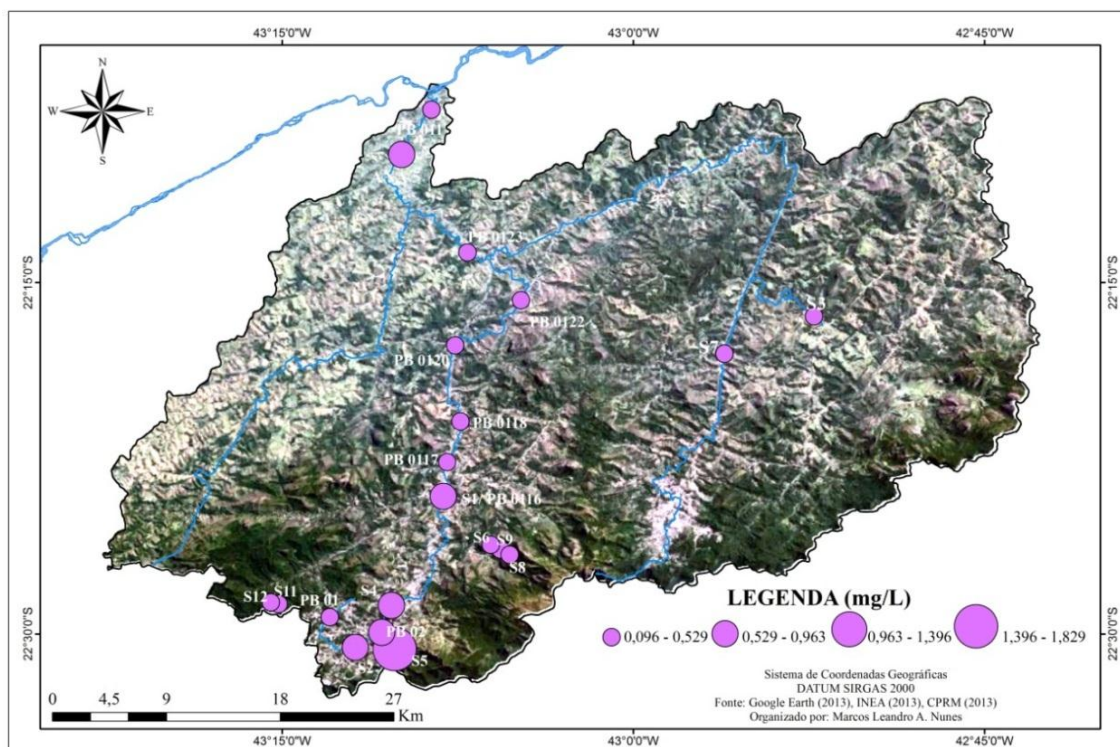 43°15'0"W
43°0'0"W
42°45'0"W
N
W
E
S
PB 011
PB 0123
22°15'0"S
22°15'0"S
S3
PB 0122
S7
PB 0120
PB 0118
PB 0117
S1/PB 0116
S6
S9
S8
S12
S11
PB 01
S4
PB 02
S2
S5
LEGENDA (mg/L)
0,096 - 0,529
0,529 - 0,963
0,963 - 1,396
1,396 - 1,829
22°30'0"S
22°30'0"S
Sistema de Coordenadas Geográficas
DATUM SIRGAS 2000
Fonte: Google Earth (2013), INEA (2013), CPRM (2013)
Organizado por: Marcos Leandro A. Nunes
0
4,5
9
18
27
Km
43°15'0"W
43°0'0"W
42°45'0"W